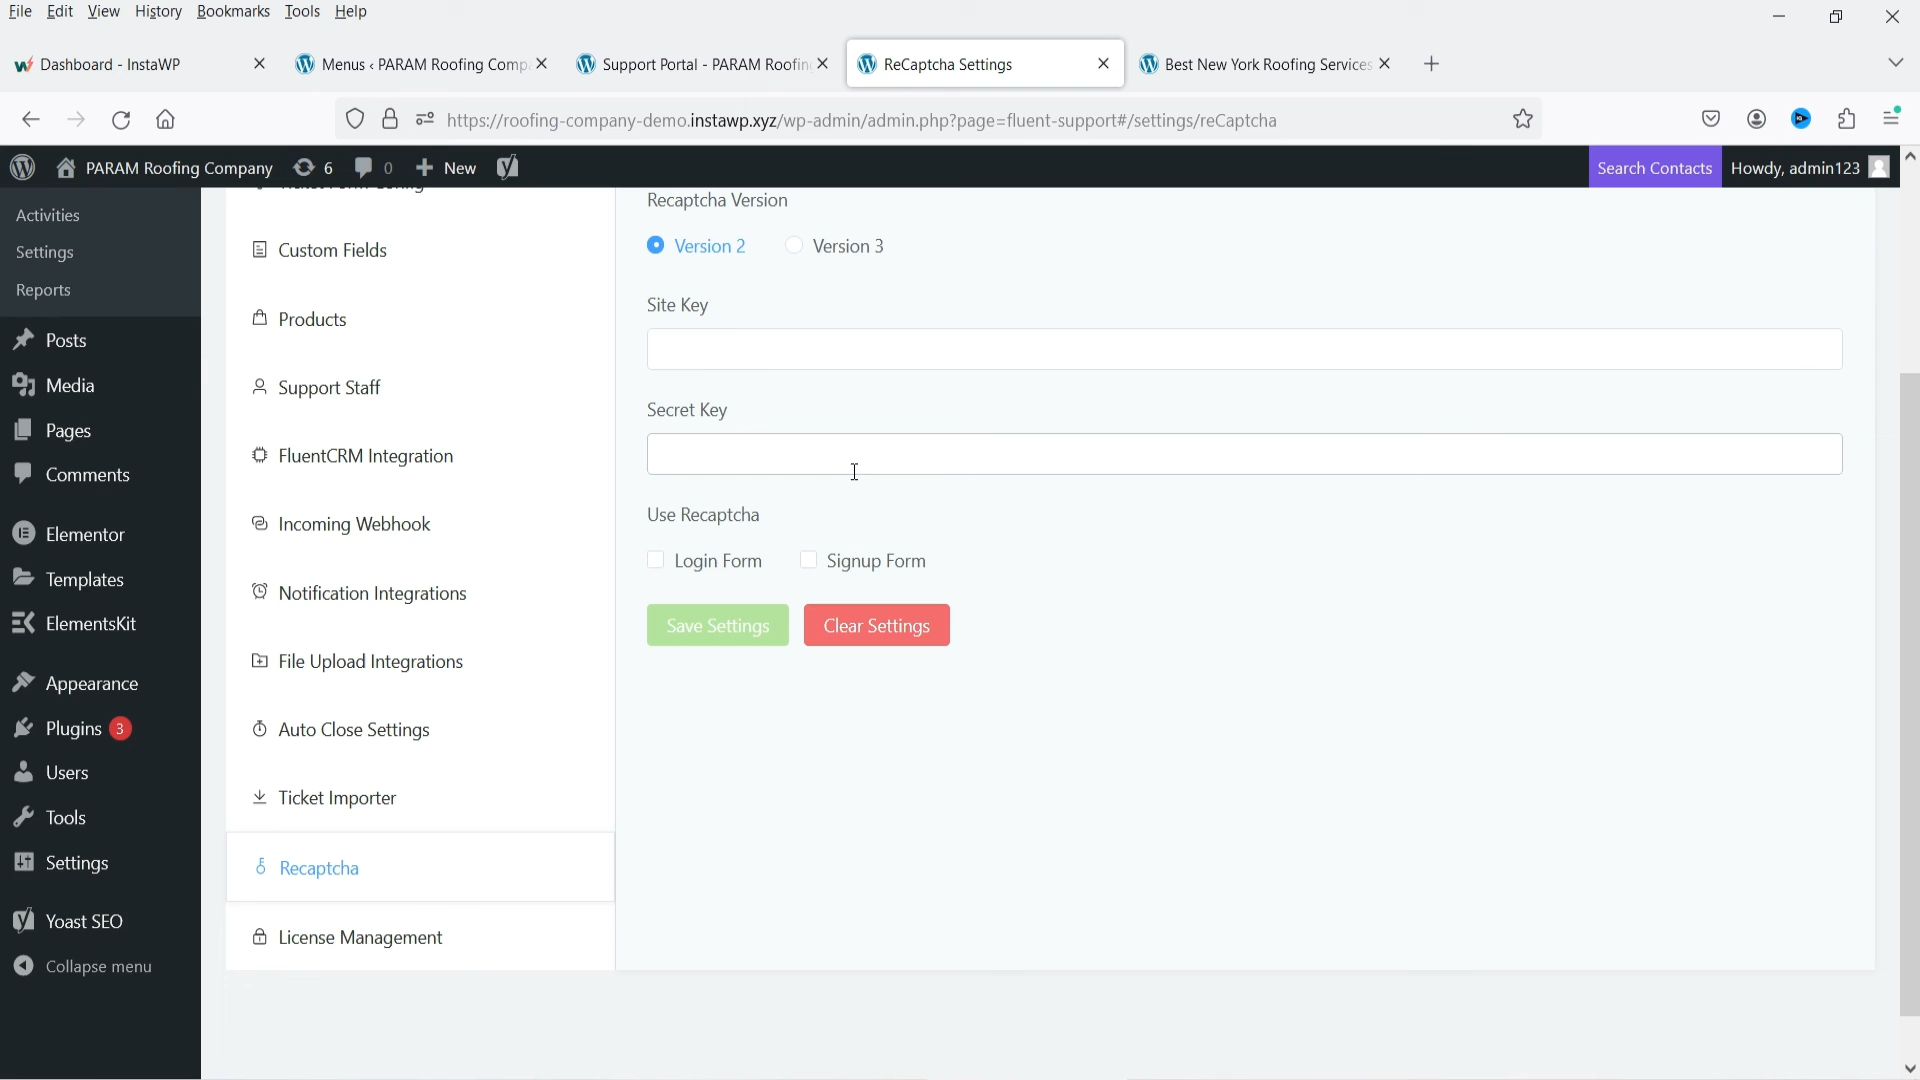 File Edit View History Bookmarks Tools Help
Dashboard - InstaWP
Menus ‹ PARAM Roofing Comp
Support Portal - PARAM Roofin
ReCaptcha Settings
Best New York Roofing Services
https://roofing-company-demo.instawp.xyz/wp-admin/admin.php?page=fluent-support#/settings/reCaptcha
PARAM Roofing Company 6 0 New
Search Contacts Howdy, admin123
Activities
Settings
Reports
Posts
Media
Pages
Comments
Elementor
Templates
ElementsKit
Appearance
Plugins 3
Users
Tools
Settings
Yoast SEO
Collapse menu
Custom Fields
Products
Support Staff
FluentCRM Integration
Incoming Webhook
Notification Integrations
File Upload Integrations
Auto Close Settings
Ticket Importer
Recaptcha
License Management
Recaptcha Version
Version 2 Version 3
Site Key
Secret Key
Use Recaptcha
Login Form Signup Form
Save Settings Clear Settings